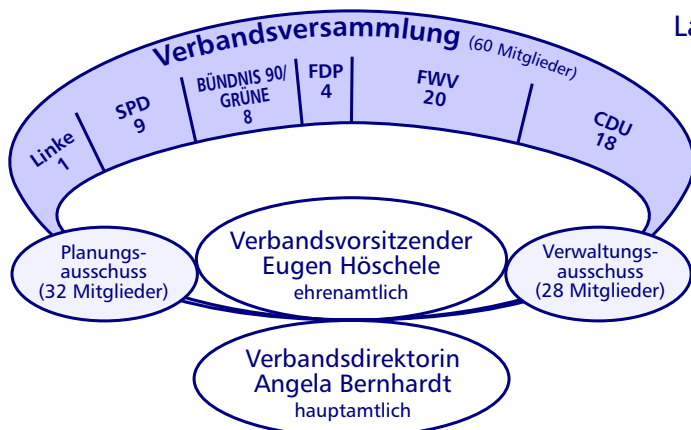 Verbandsversammlung (60 Mitglieder)
Linke
1
SPD
9
BÜNDNIS 90/
GRÜNE
8
FDP
4
FWV
20
CDU
18
Planungs-
ausschuss
(32 Mitglieder)
Verbandsvorsitzender
Eugen Höschele
ehrenamtlich
Verwaltungs-
ausschuss
(28 Mitglieder)
Verbandsdirektorin
Angela Bernhardt
hauptamtlich